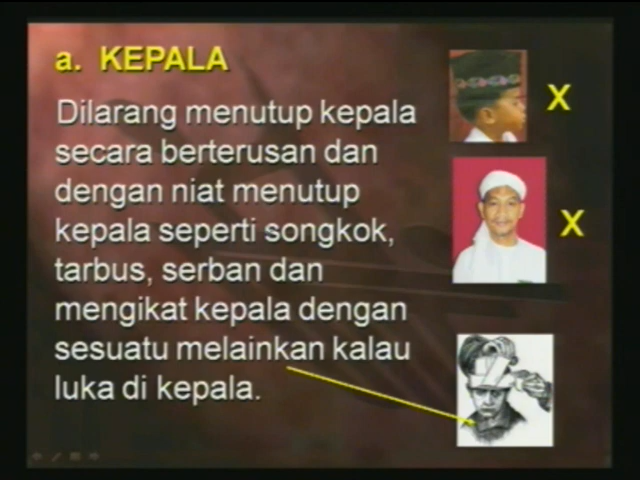 a. KEPALA
Dilarang menutup kepala
secara berterusan dan
dengan niat menutup
kepala seperti songkok,
tarbus, serban dan
mengikat kepala dengan
sesuatu melainkan kalau
luka di kepala.
X
X